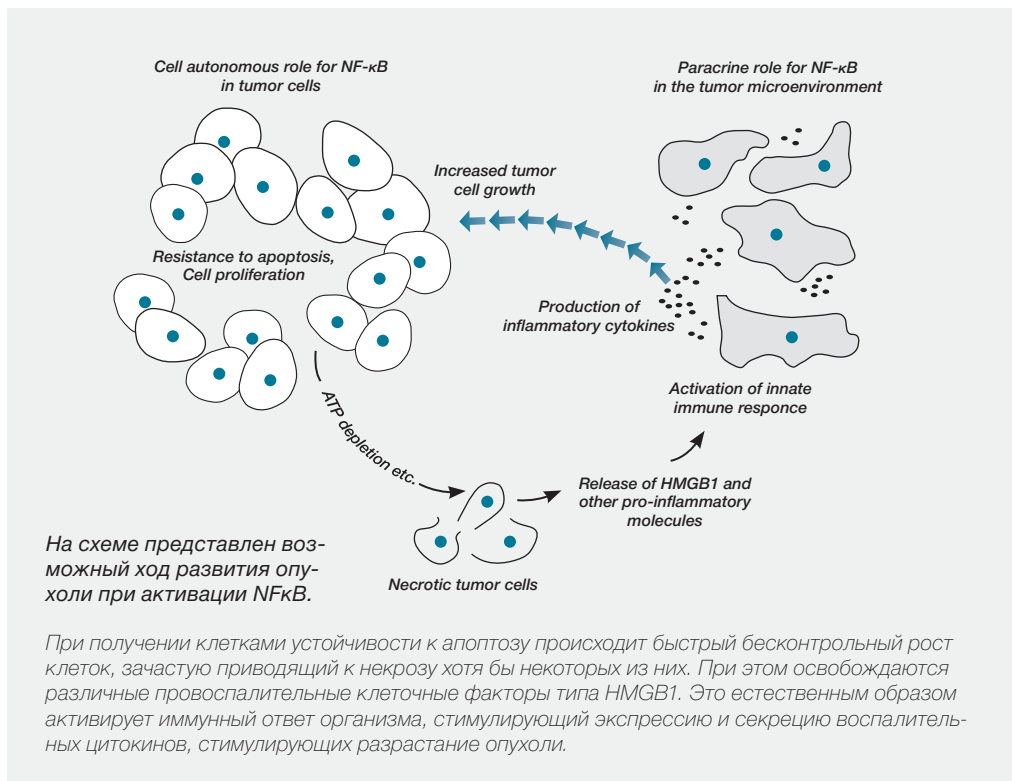 Cell autonomous role for NF-κB
in tumor cells
Paracrine role for NF-κB
in the tumor microenvironment
Increased tumor
cell growth
Resistance to apoptosis,
Cell proliferation
Production of
inflammatory cytokines
Activation of innate
immune responce
ATP depletion etc.
Release of HMGB1 and
other pro-inflammatory
molecules
Necrotic tumor cells
На схеме представлен воз-
можный ход развития опу-
холи при активации NFκB.
При получении клетками устойчивости к апоптозу происходит быстрый бесконтрольный рост
клеток, зачастую приводящий к некрозу хотя бы некоторых из них. При этом освобождаются
различные провоспалительные клеточные факторы типа HMGB1. Это естественным образом
активирует иммунный ответ организма, стимулирующий экспрессию и секрецию воспалитель-
ных цитокинов, стимулирующих разрастание опухоли.